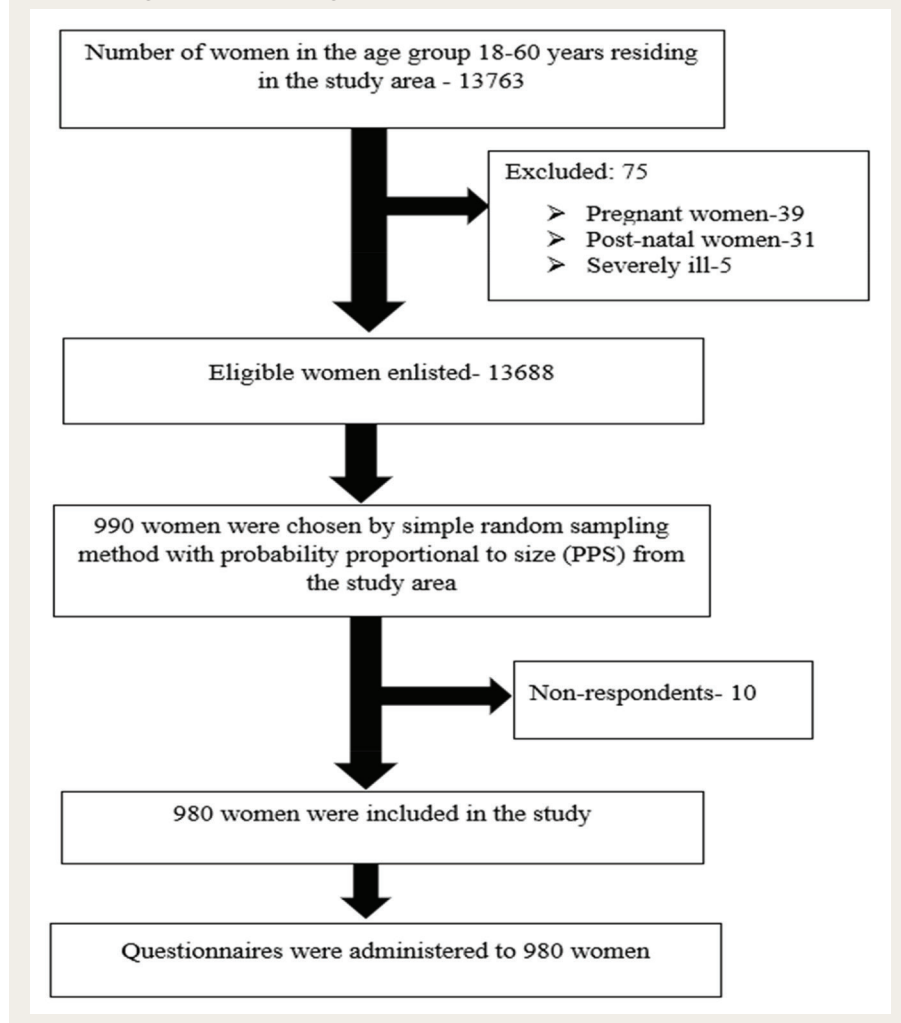 Number of women in the age group 18-60 years residing
in the study area - 13763
Excluded: 75
➢ Pregnant women-39
➢ Post-natal women-31
➢ Severely ill-5
Eligible women enlisted- 13688
990 women were chosen by simple random sampling
method with probability proportional to size (PPS) from
the study area
Non-respondents- 10
980 women were included in the study
Questionnaires were administered to 980 women